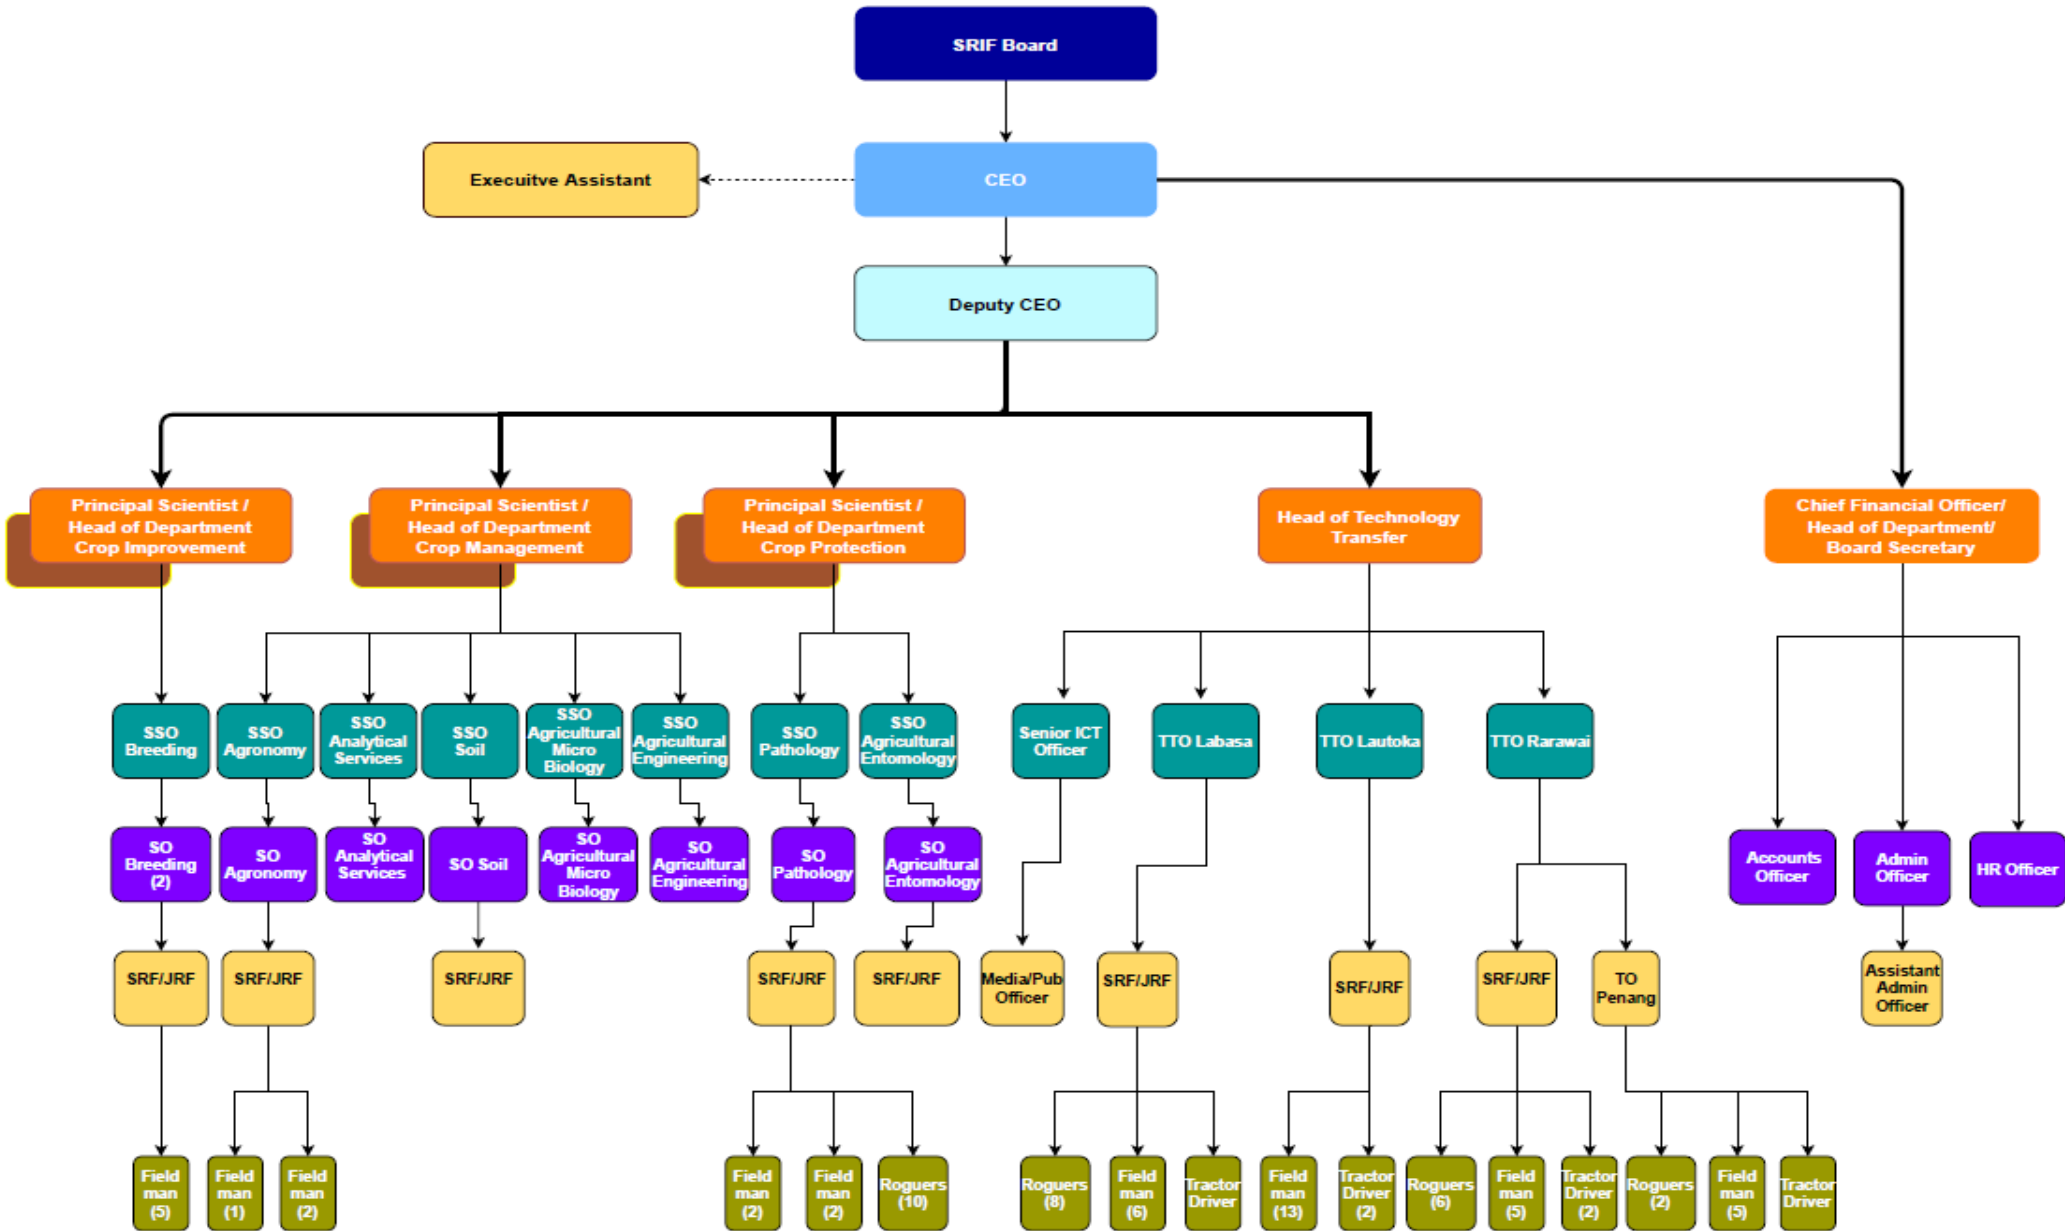 SRIF Board
Execuitve Assistant
CEO
Deputy CEO
Principal Scientist /
Head of Department
Crop Improvement
Principal Scientist /
Head of Department
Crop Management
Principal Scientist /
Head of Department
Crop Protection
Head of Technology
Transfer
Chief Financial Officer/
Head of Department/
Board Secretary
SSO
Breeding
SSO
Agronomy
SSO
Analytical
Services
SSO
Soil
SSO
Agricultural
Micro
Biology
SSO
Agricultural
Engineering
SSO
Pathology
SSO
Agricultural
Entomology
Senior ICT
Officer
TTO Labasa
TTO Lautoka
TTO Rarawai
SO
Breeding
(2)
SO
Agronomy
SO
Analytical
Services
SO Soil
SO
Agricultural
Micro
Biology
SO
Agricultural
Engineering
SO
Pathology
SO
Agricultural
Entomology
Accounts
Officer
Admin
Officer
HR Officer
SRF/JRF
SRF/JRF
SRF/JRF
SRF/JRF
SRF/JRF
Media/Pub
Officer
SRF/JRF
SRF/JRF
SRF/JRF
TO
Penang
Assistant
Admin
Officer
Field
man
(5)
Field
man
(1)
Field
man
(2)
Field
man
(2)
Field
man
(2)
Roguers
(10)
Roguers
(8)
Field
man
(6)
Tractor
Driver
Field
man
(13)
Tractor
Driver
(2)
Roguers
(6)
Field
man
(5)
Tractor
Driver
(2)
Roguers
(2)
Field
man
(5)
Tractor
Driver